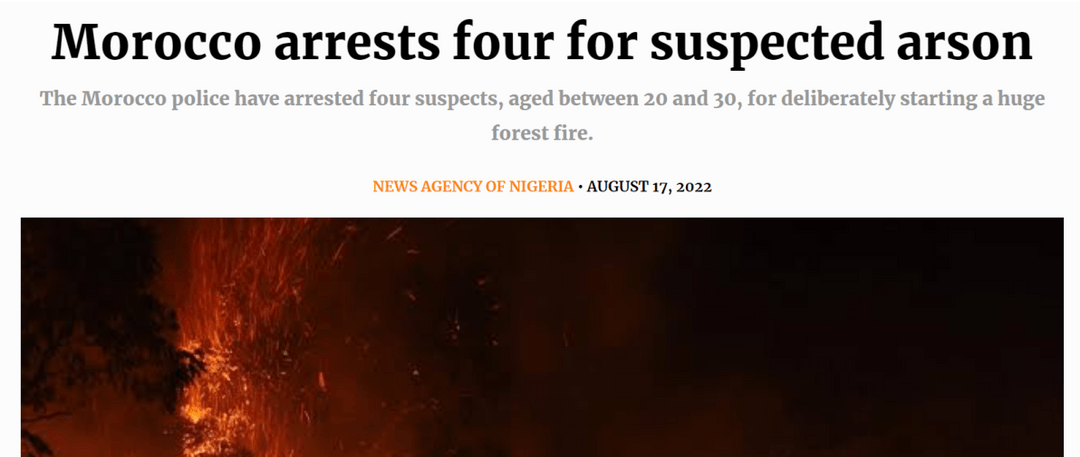 Morocco arrests four for suspected arson
The Morocco police have arrested four suspects, aged between 20 and 30, for deliberately starting a huge
forest fire.
NEWS AGENCY OF NIGERIA • AUGUST 17, 2022